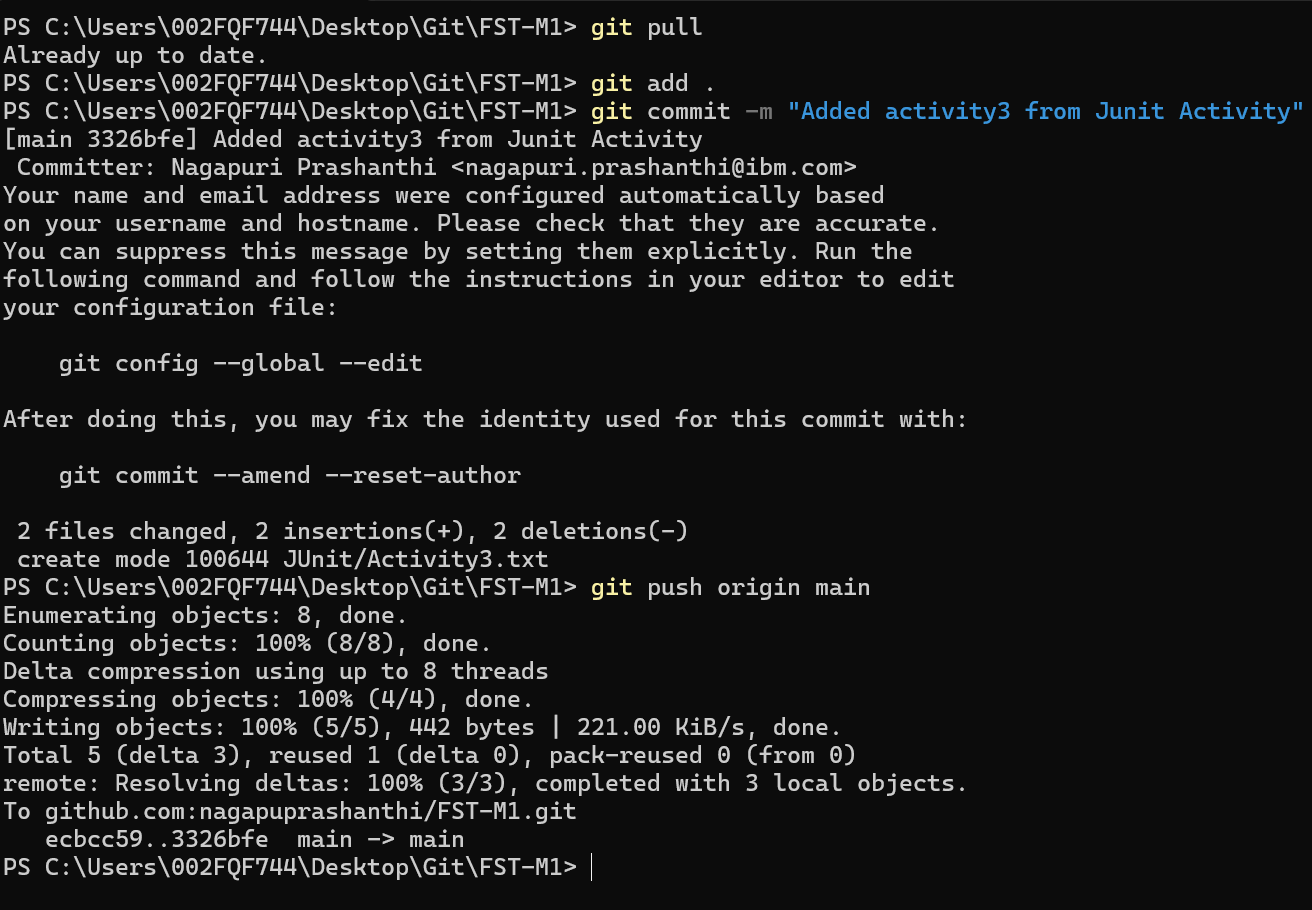 PS C:\Users\002FQF744\Desktop\Git\FST-M1> git pull
Already up to date.
PS C:\Users\002FQF744\Desktop\Git\FST-M1> git add .
PS C:\Users\002FQF744\Desktop\Git\FST-M1> git commit -m "Added activity3 from Junit Activity"
[main 3326bfe] Added activity3 from Junit Activity
 Committer: Nagapuri Prashanthi <nagapuri.prashanthi@ibm.com>
Your name and email address were configured automatically based
on your username and hostname. Please check that they are accurate.
You can suppress this message by setting them explicitly. Run the
following command and follow the instructions in your editor to edit
your configuration file:

    git config --global --edit

After doing this, you may fix the identity used for this commit with:

    git commit --amend --reset-author

 2 files changed, 2 insertions(+), 2 deletions(-)
 create mode 100644 JUnit/Activity3.txt
PS C:\Users\002FQF744\Desktop\Git\FST-M1> git push origin main
Enumerating objects: 8, done.
Counting objects: 100% (8/8), done.
Delta compression using up to 8 threads
Compressing objects: 100% (4/4), done.
Writing objects: 100% (5/5), 442 bytes | 221.00 KiB/s, done.
Total 5 (delta 3), reused 1 (delta 0), pack-reused 0 (from 0)
remote: Resolving deltas: 100% (3/3), completed with 3 local objects.
To github.com:nagapuprashanthi/FST-M1.git
   ecbcc59..3326bfe  main -> main
PS C:\Users\002FQF744\Desktop\Git\FST-M1>